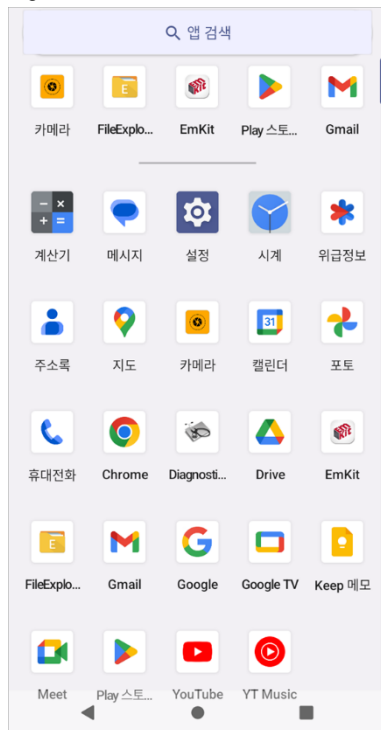 앱 검색
카메라 FileExplo... EmKit Play 스토... Gmail
계산기 메시지 설정 시계 위급정보
31
주소록 지도 카메라 캘린더 포토
휴대전화 Chrome Diagnosti... Drive EmKit
FileExplo... Gmail Google Google TV Keep 메모
Meet Play 스토... YouTube YT Music